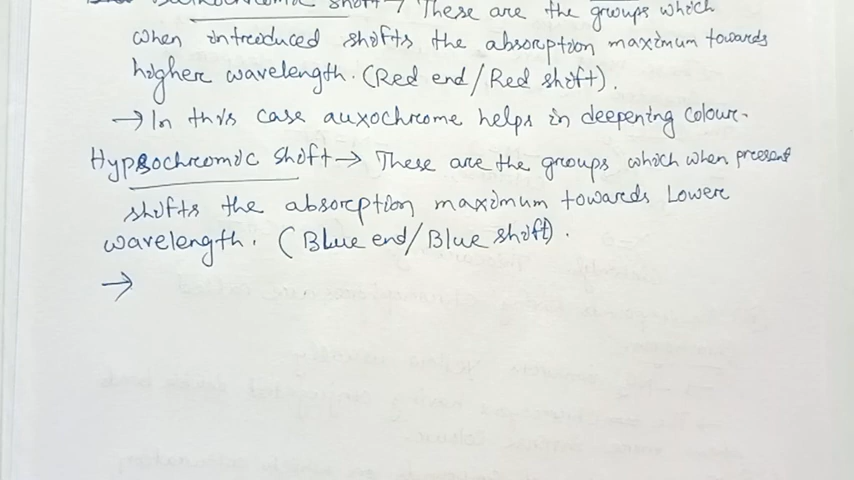 Bathochromic shift → These are the groups which
when introduced shifts the absorption maximum towards
higher wavelength. (Red end/Red shift).
→ In this case auxochrome helps in deepening colour.
Hypsochromic shift → These are the groups which when present
shifts the absorption maximum towards Lower
wavelength. (Blue end/Blue shift).
→